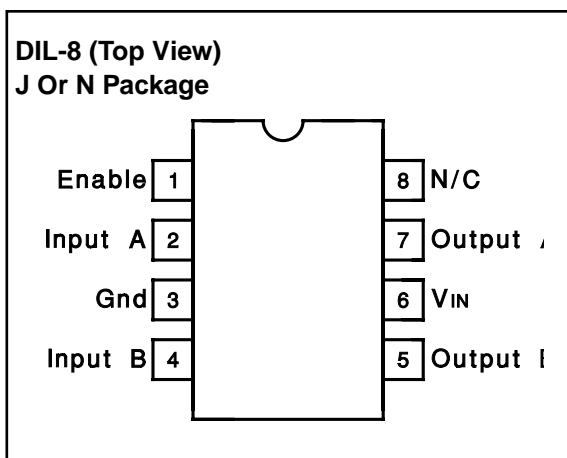 DIL-8 (Top View)
J Or N Package
Enable 1 8 N/C
Input A 2 7 Output
Gnd 3 6 VIN
Input B 4 5 Output